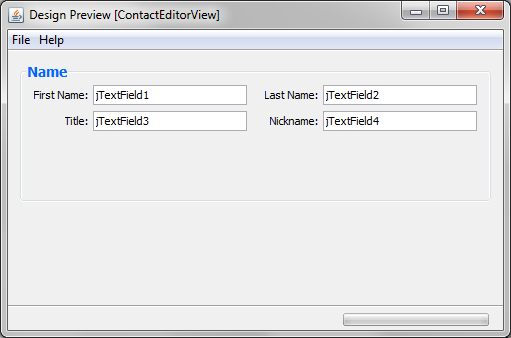 Design Preview [ContactEditorView]
File Help
Name
First Name: jTextField1 Last Name: jTextField2
Title: jTextField3 Nickname: jTextField4